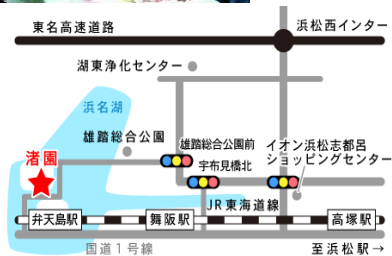 東名高速道路
浜松西インター
湖東浄化センター
浜名湖
雄踏総合公園
雄踏総合公園前
イオン浜松志都呂
ショッピングセンター
渚園
宇布見橋北
JR東海道線
弁天島駅
舞阪駅
高塚駅
国道1号線
至浜松駅→